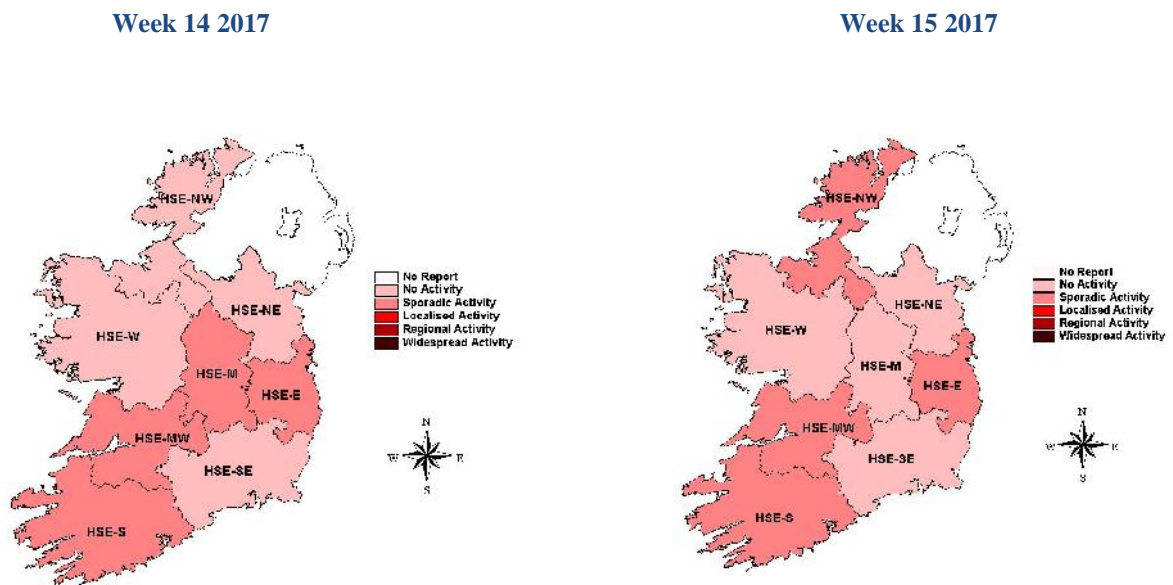 Week 14 2017
HSE-NW
HSE-NE
HSE-W
HSE-M
HSE-E
HSE-MW
HSE-SE
HSE-S
No Report
No Activity
Sporadic Activity
Localised Activity
Regional Activity
Widespread Activity
N
W E
S
Week 15 2017
HSE-NW
HSE-NE
HSE-W
HSE-M
HSE-E
HSE-MW
HSE-SE
HSE-S
No Report
No Activity
Sporadic Activity
Localised Activity
Regional Activity
Widespread Activity
N
W E
S